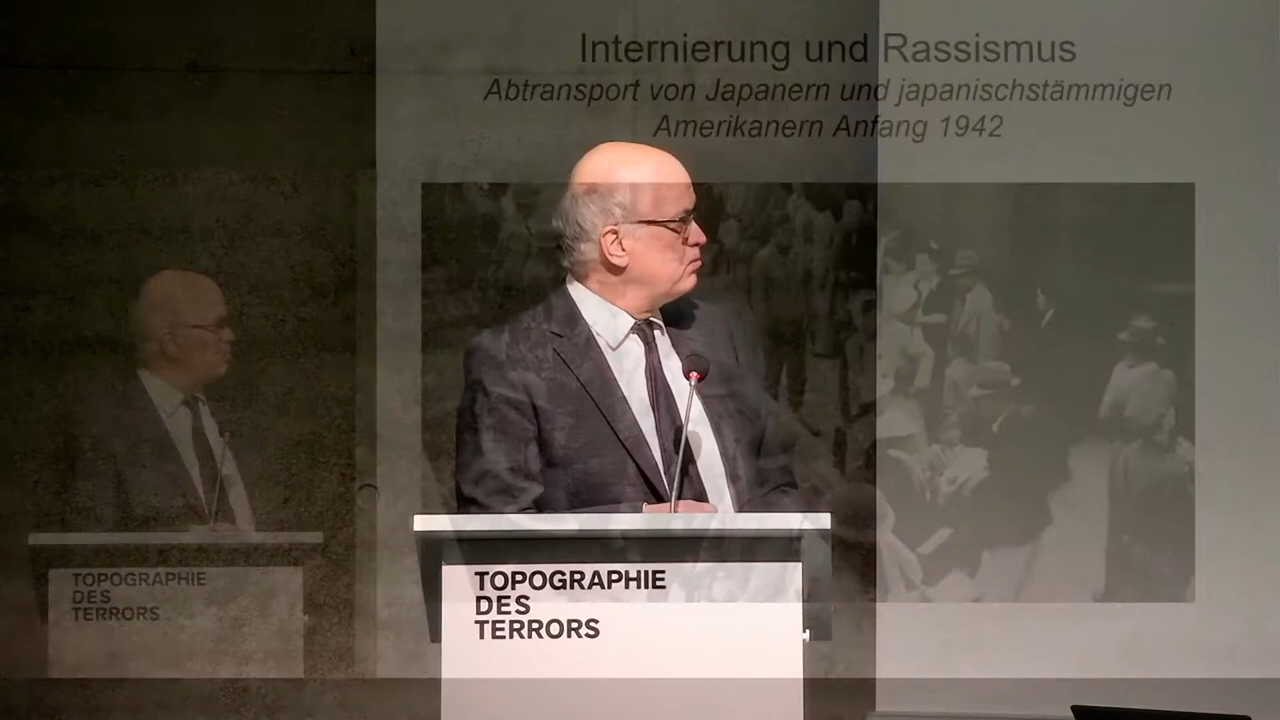 Internierung und Rassismus
Abtransport von Japanern und japanischstämmigen
Amerikanern Anfang 1942
TOPOGRAPHIE
DES
TERRORS
TOPOGRAPHIE
DES
TERRORS